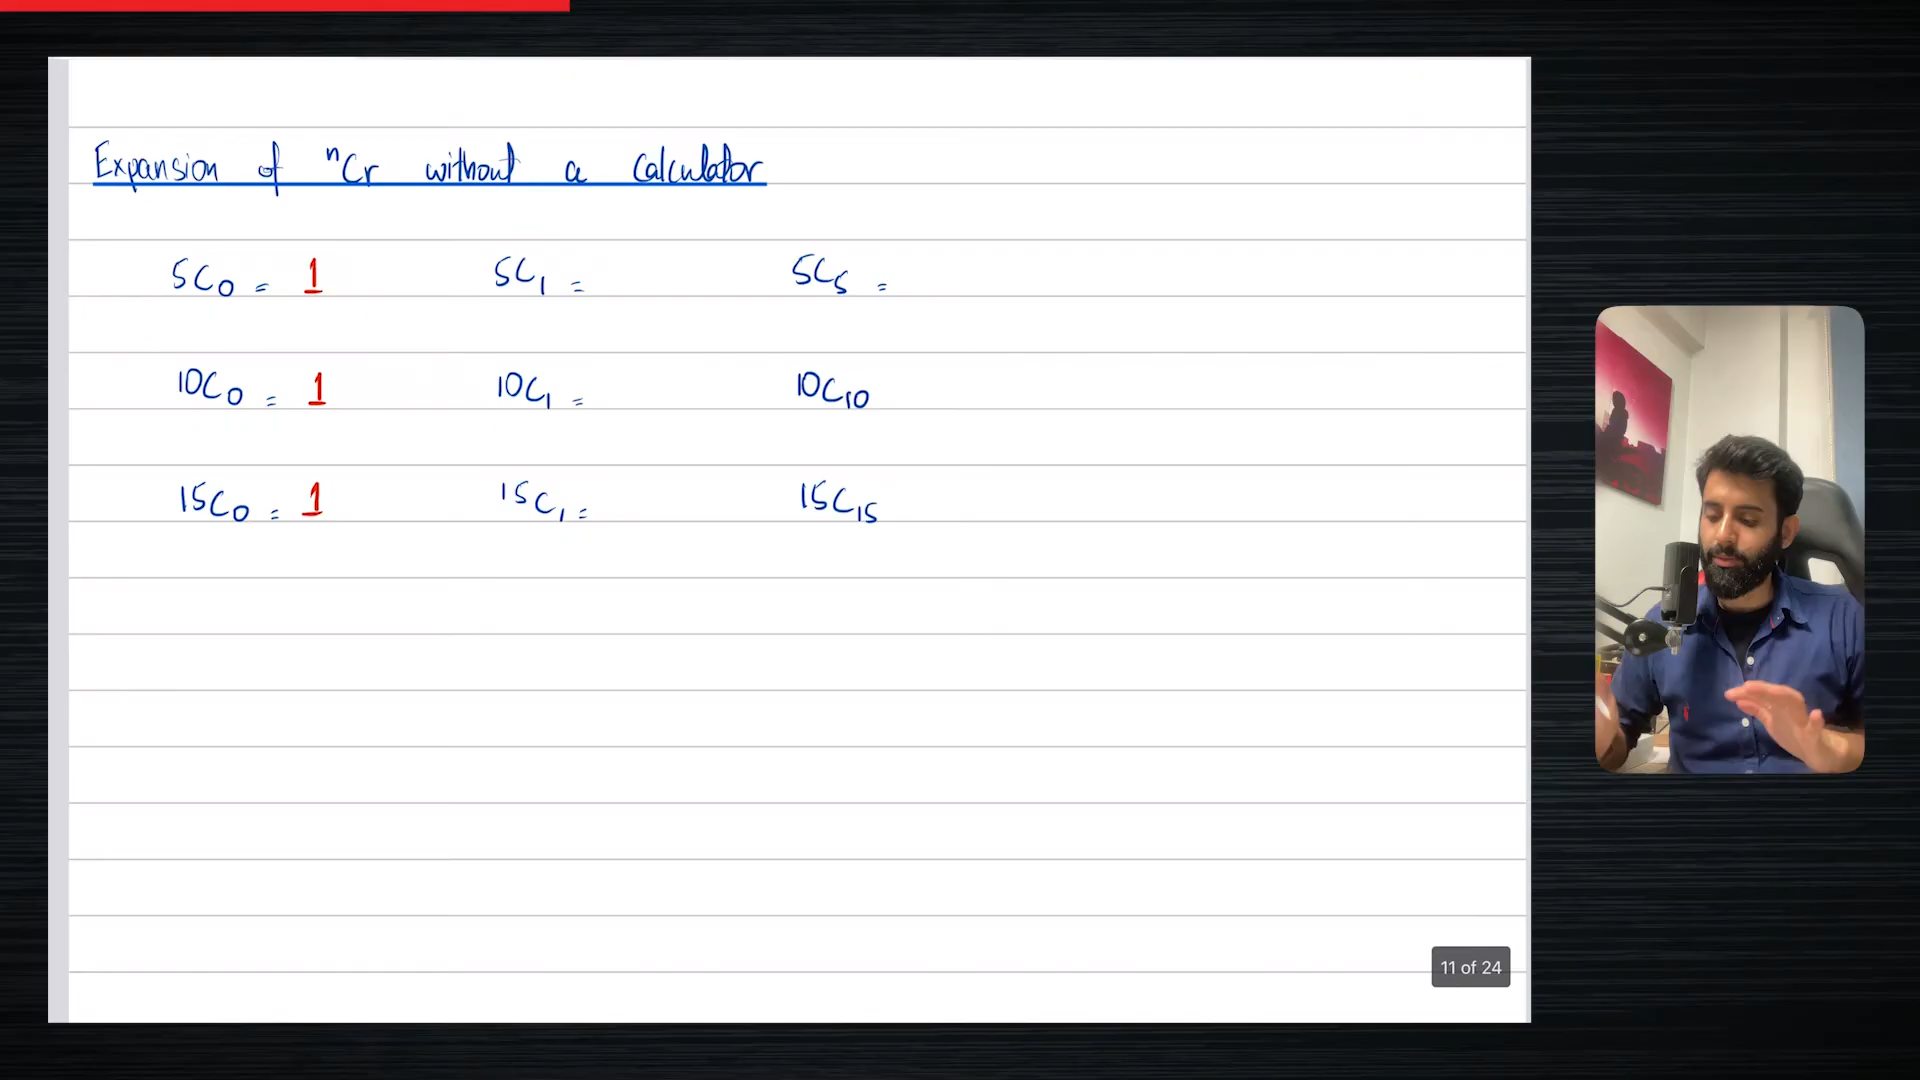 Expansion of ⁿCr without a calculator
5C₀ = 1 5C₁ = 5C₅ =
10C₀ = 1 10C₁ = 10C₁₀
15C₀ = 1 15C₁ = 15C₁₅
11 of 24